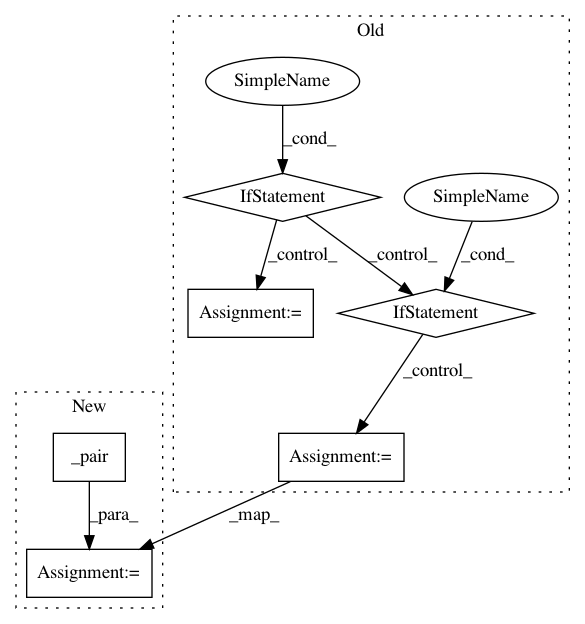 Old
SimpleName
_cond_
IfStatement
SimpleName
_control_
_control_
_cond_
Assignment:=
IfStatement
_control_
New
_pair
Assignment:=
_para_
_map_
Assignment:=